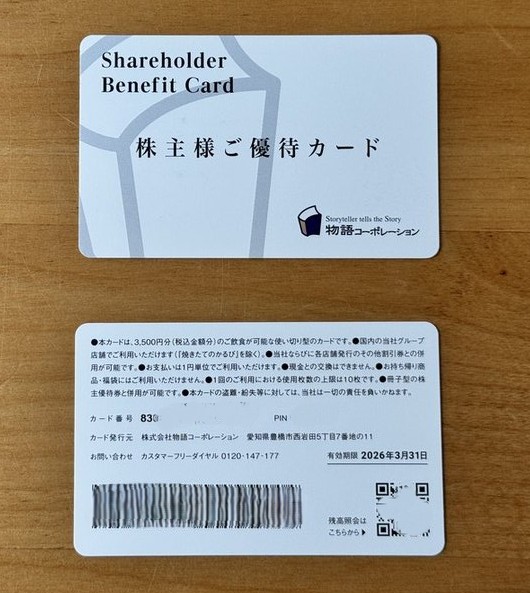 Shareholder
Benefit Card
株主様ご優待カード
Storyteller tells the Story
物語コーポレーション
●本カードは、3,500円分(税込金額分)のご飲食が可能な使い切り型のカードです。●国内の当社グループ
店舗でご利用いただけます(「焼きたてのかるび」を除く)。●当社ならびに各店舗発行のその他割引券との併
用が可能です。●お支払いは1円単位でご利用いただけます。●現金との交換はできません。●お持ち帰り商
品・福袋にはご利用いただけません。●1回のご利用における使用枚数の上限は10枚です。●冊子型の株
主優待券と併用が可能です。●本カードの盗難・紛失等に対しては、当社は一切の責任を負いかねます。
カード番号 83 PIN
カード発行元 株式会社物語コーポレーション 愛知県豊橋市西岩田5丁目7番地の11
お問い合わせ カスタマーフリーダイヤル 0120-147-177
有効期限 2026年3月31日
残高照会は
こちらから▶